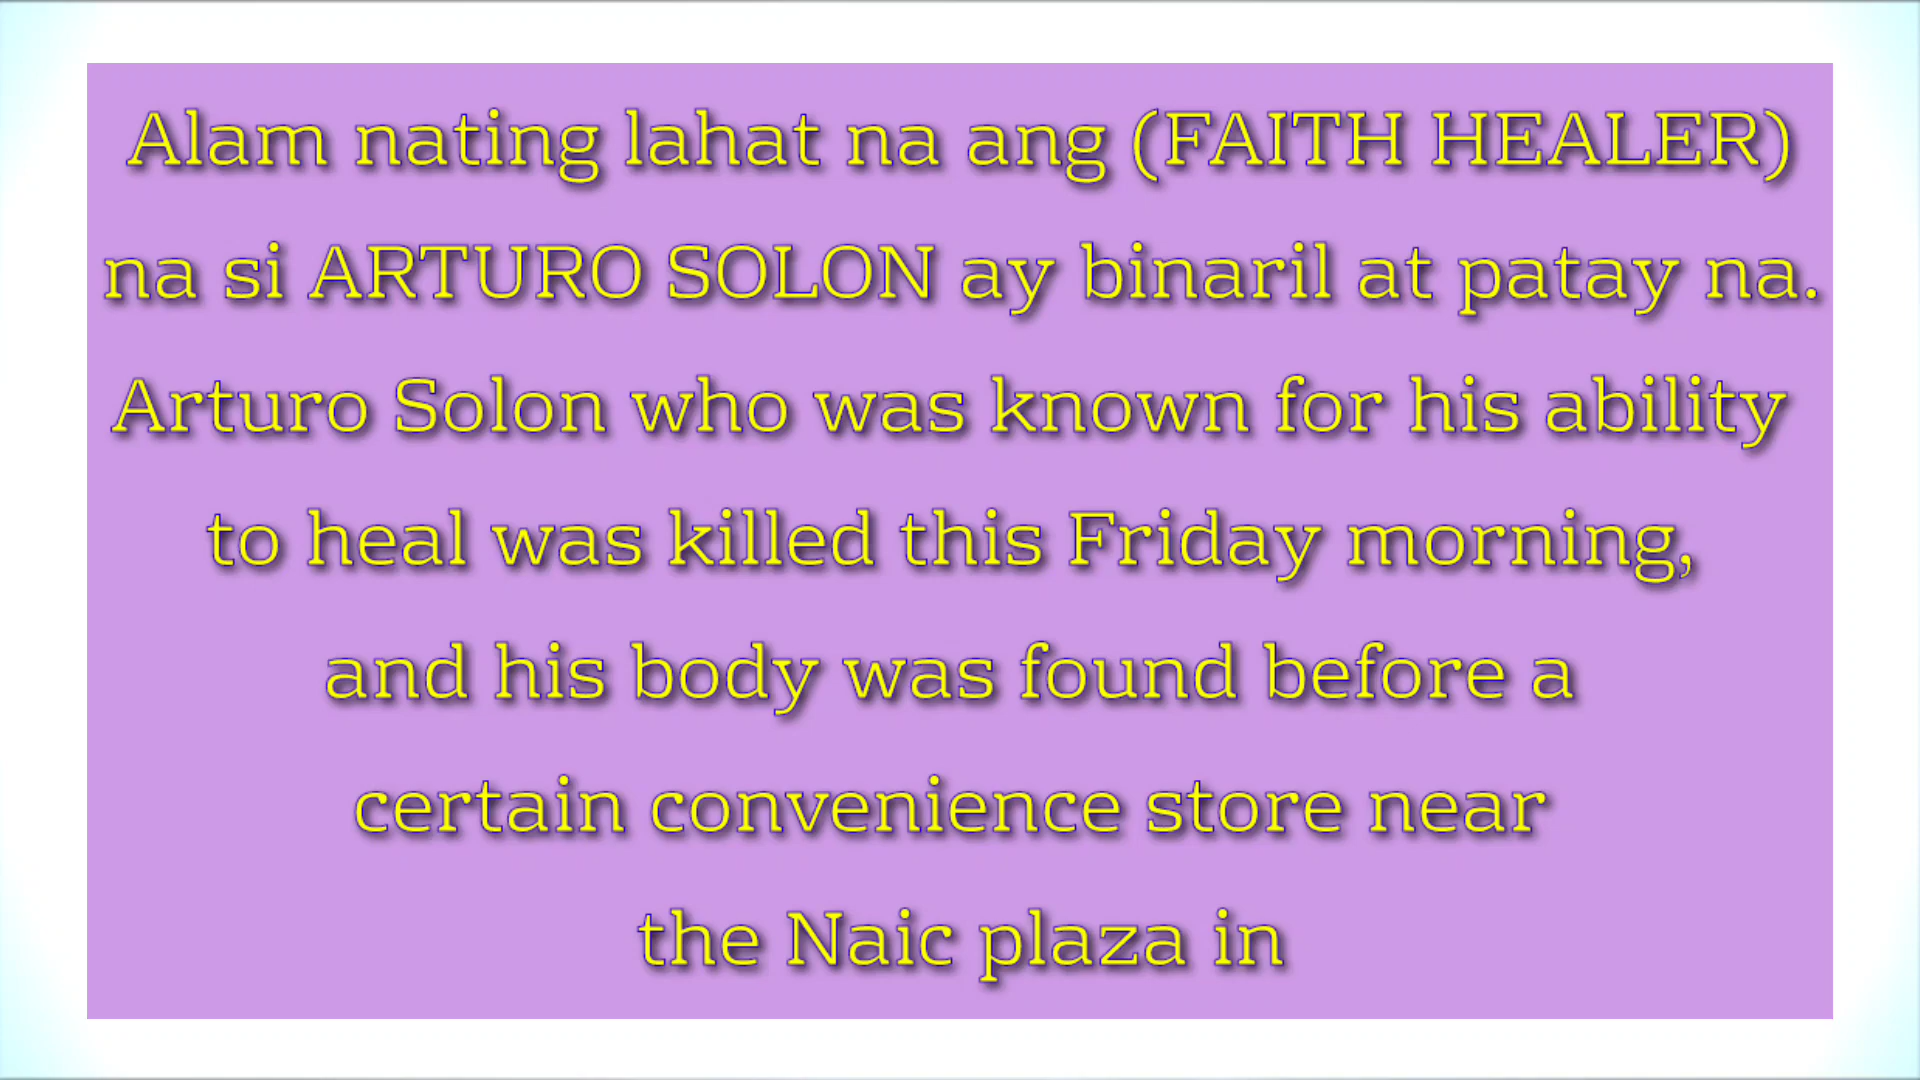 Alam nating lahat na ang (FAITH HEALER)
na si ARTURO SOLON ay binaril at patay na.
Arturo Solon who was known for his ability
to heal was killed this Friday morning,
and his body was found before a
certain convenience store near
the Naic plaza in